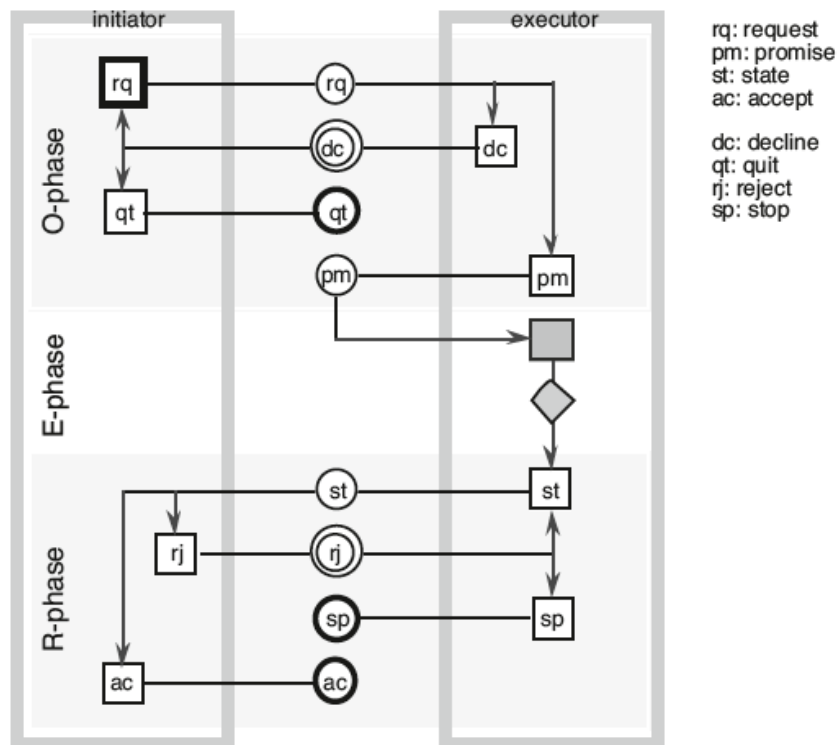 initiator
executor
rq: request
pm: promise
st: state
ac: accept
dc: decline
qt: quit
rj: reject
sp: stop
O-phase
rq
rq
dc
dc
qt
qt
pm
pm
E-phase
R-phase
st
st
rj
rj
sp
sp
ac
ac